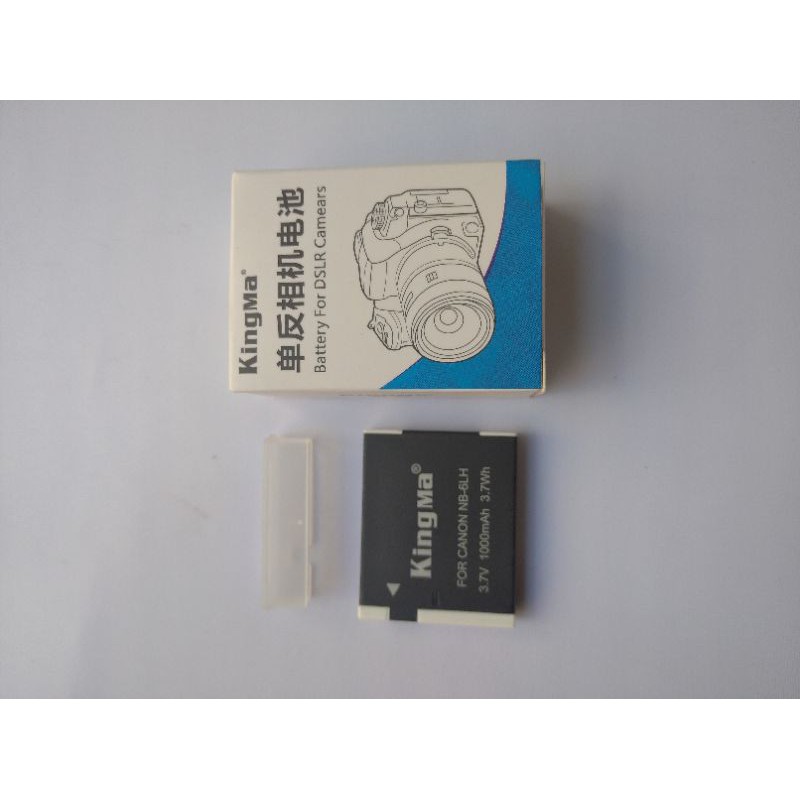 KingMa®
单反相机电池
Battery For DSLR Camears
KingMa®
FOR CANON NB-6LH
3.7V 1000mAh 3.7Wh